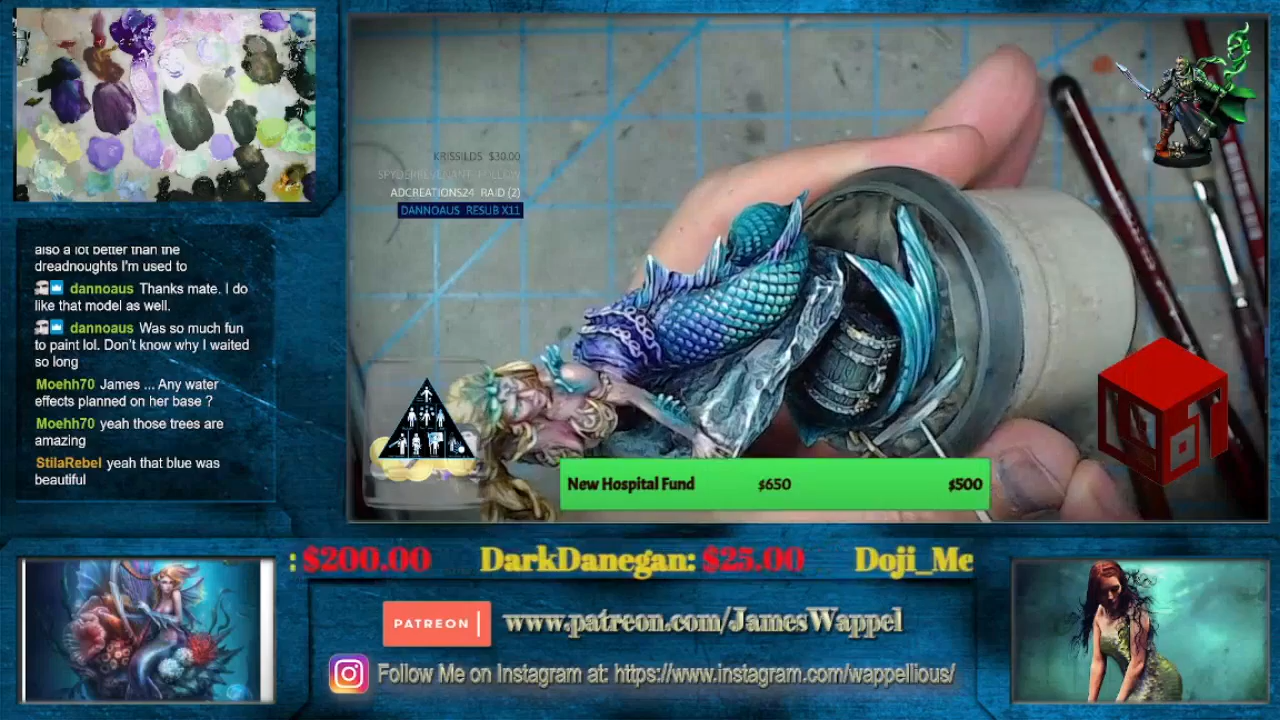 KRISSILDS $30.00
SPYDERREVENANT FOLLOW
ADCREATIONS24 RAID (2)
DANNOAUS RESUB X11
also a lot better than the
dreadnoughts I'm used to
dannoaus Thanks mate. I do
like that model as well.
dannoaus Was so much fun
to paint lol. Don't know why I waited
so long
Moehh70 James ... Any water
effects planned on her base ?
Moehh70 yeah those trees are
amazing
StilaRebel yeah that blue was
beautiful
New Hospital Fund $650 $500
: $200.00 DarkDanegan: $25.00 Doji_Me
PATREON www.patreon.com/JamesWappel
Follow Me on Instagram at: https://www.instagram.com/wappellious/